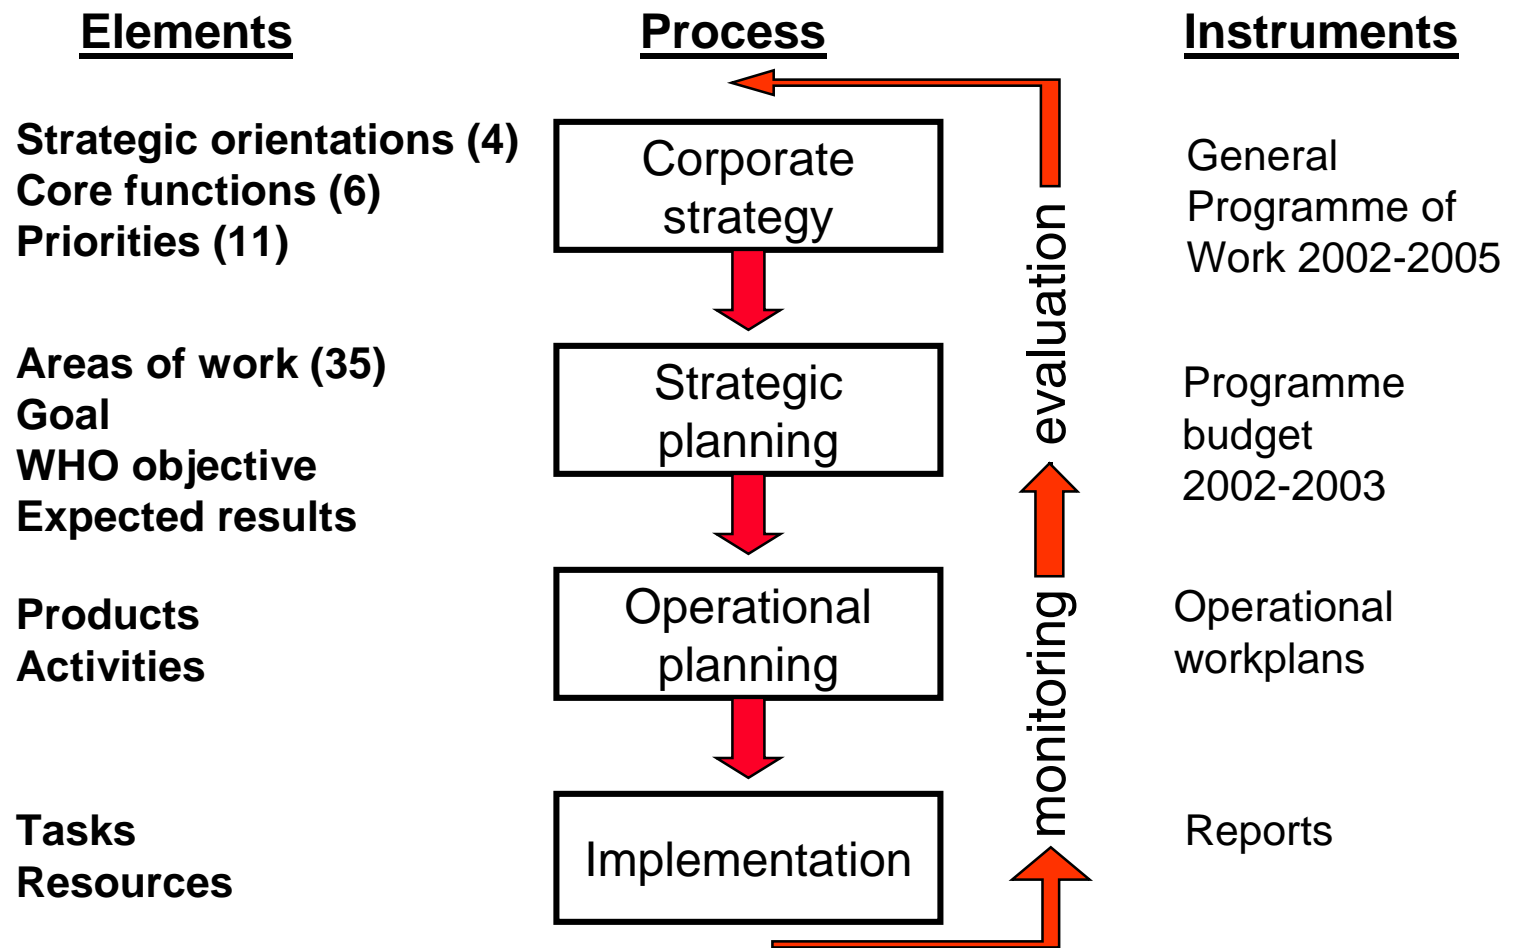 Elements
Process
Instruments
Strategic orientations (4)
Core functions (6)
Priorities (11)
Corporate
strategy
General
Programme of
Work 2002-2005
Areas of work (35)
Goal
WHO objective
Expected results
Strategic
planning
Programme
budget
2002-2003
Products
Activities
Operational
planning
Operational
workplans
Tasks
Resources
Implementation
Reports
monitoring
evaluation